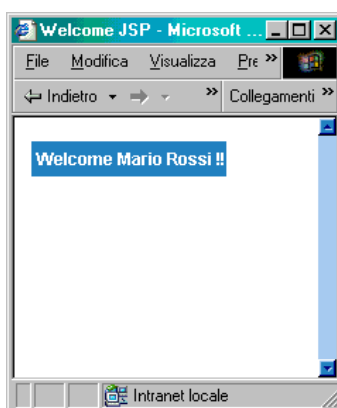 Welcome JSP - Microsoft ...
File Modifica Visualizza Pre »
Indietro » Collegamenti »
Welcome Mario Rossi !!
Intranet locale